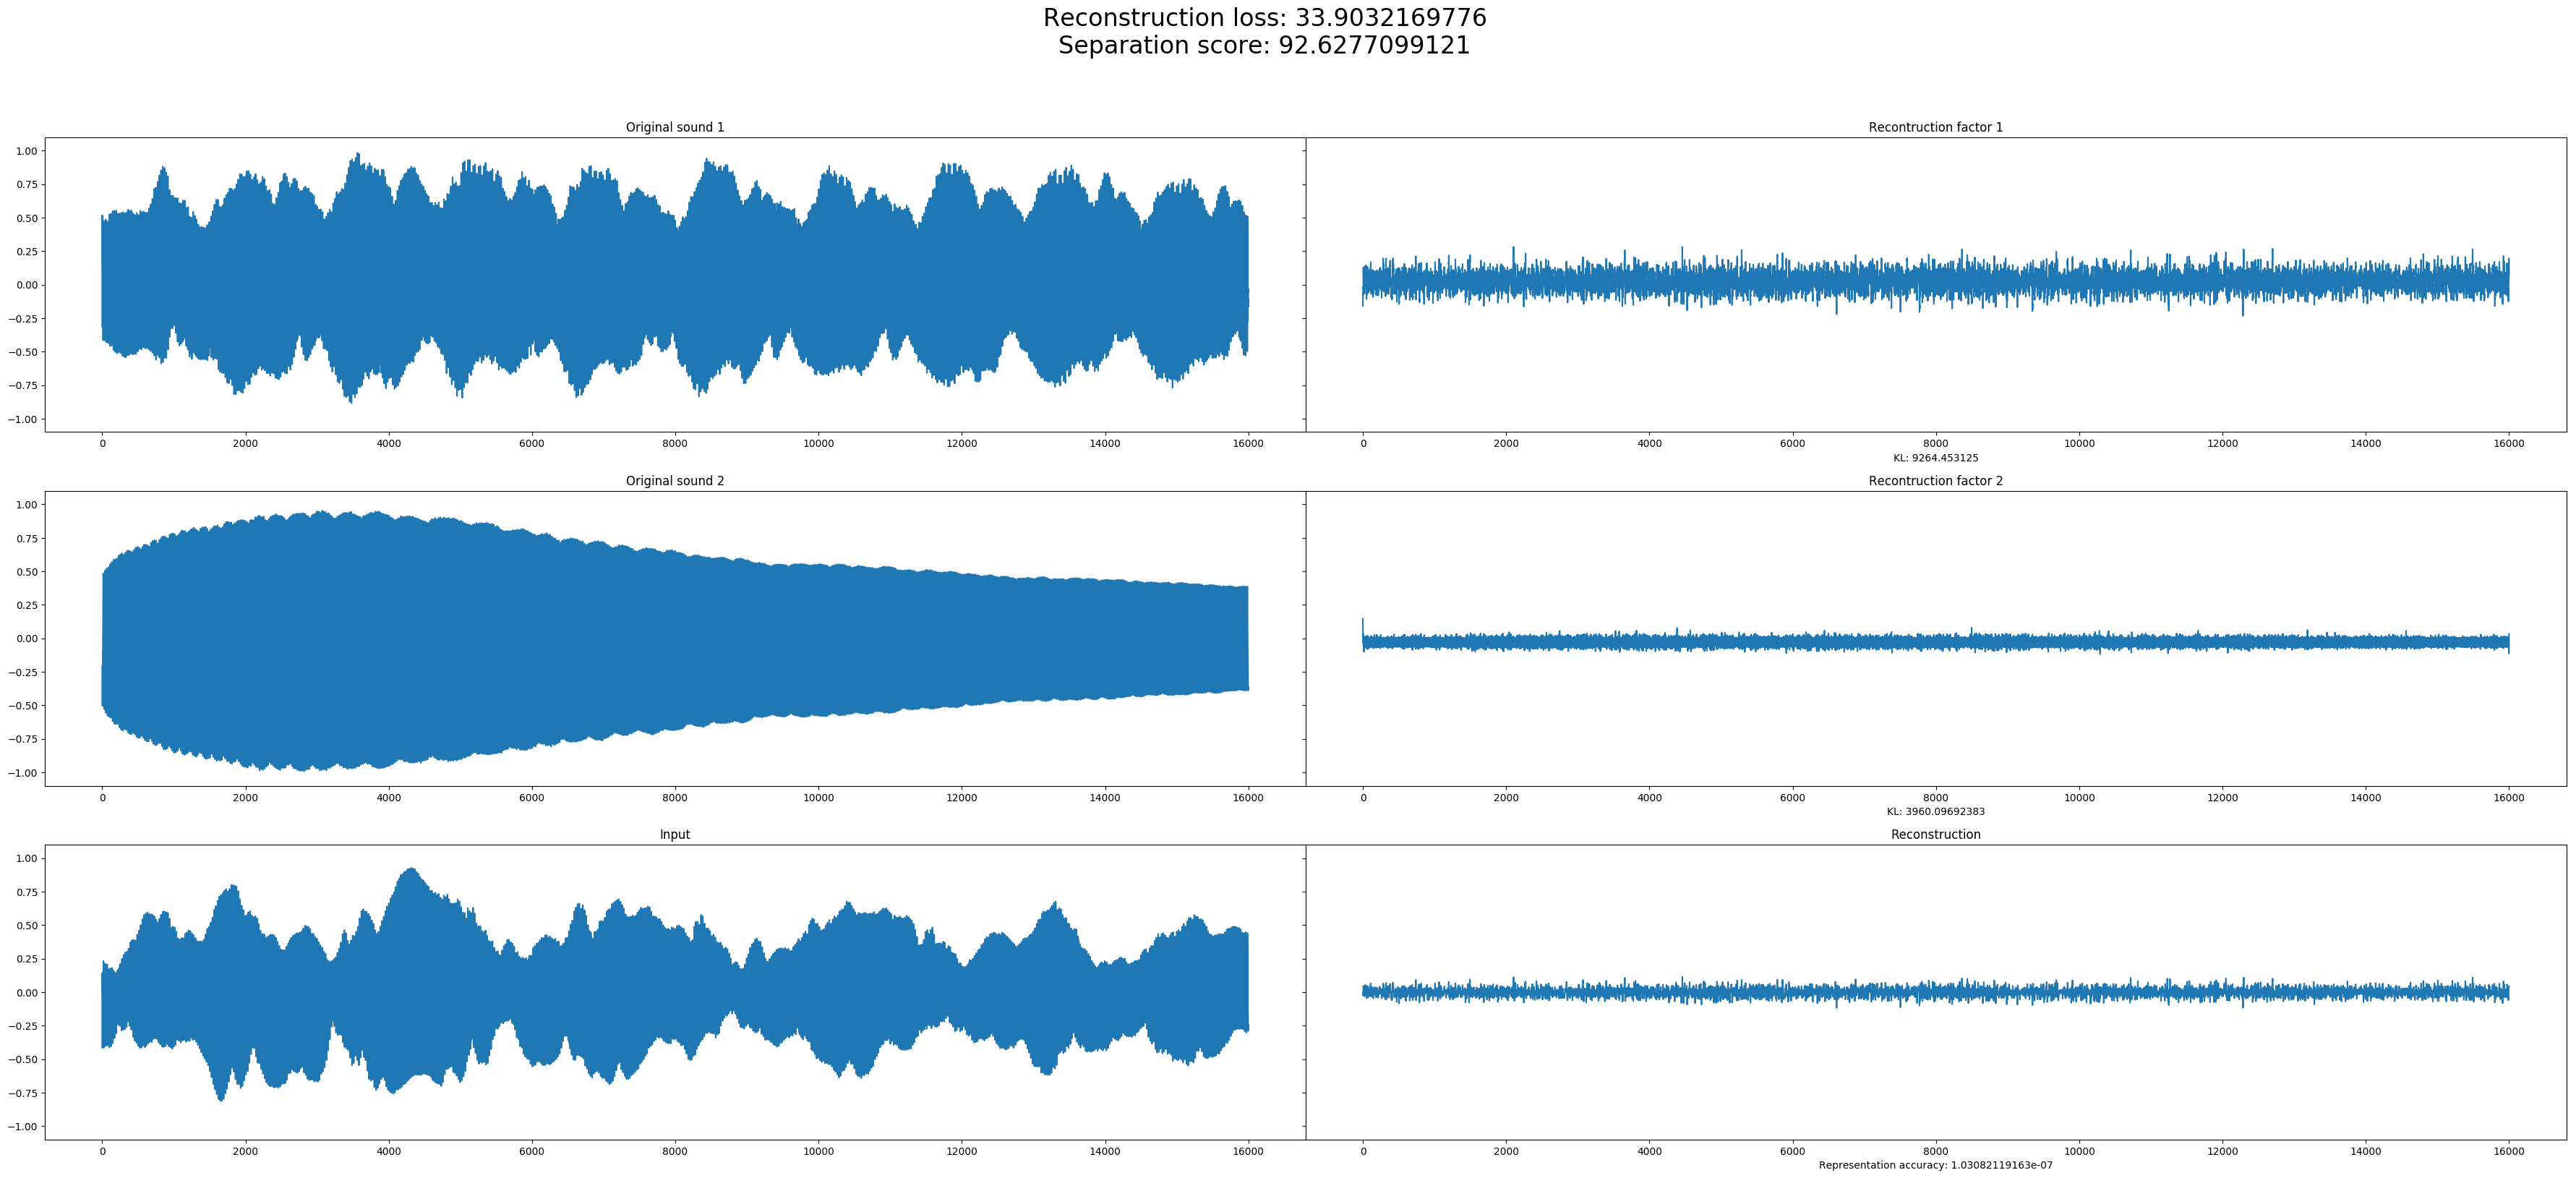 Reconstruction loss: 33.9032169776
Separation score: 92.6277099121
Original sound 1
Recontruction factor 1
1.00
0.75
0.50
0.25
0.00
−0.25
−0.50
−0.75
−1.00
0 2000 4000 6000 8000 10000 12000 14000 16000
0 2000 4000 6000 8000 10000 12000 14000 16000
KL: 9264.453125
Original sound 2
Recontruction factor 2
1.00
0.75
0.50
0.25
0.00
−0.25
−0.50
−0.75
−1.00
0 2000 4000 6000 8000 10000 12000 14000 16000
0 2000 4000 6000 8000 10000 12000 14000 16000
KL: 3960.09692383
Input
Reconstruction
1.00
0.75
0.50
0.25
0.00
−0.25
−0.50
−0.75
−1.00
0 2000 4000 6000 8000 10000 12000 14000 16000
0 2000 4000 6000 8000 10000 12000 14000 16000
Representation accuracy: 1.03082119163e-07